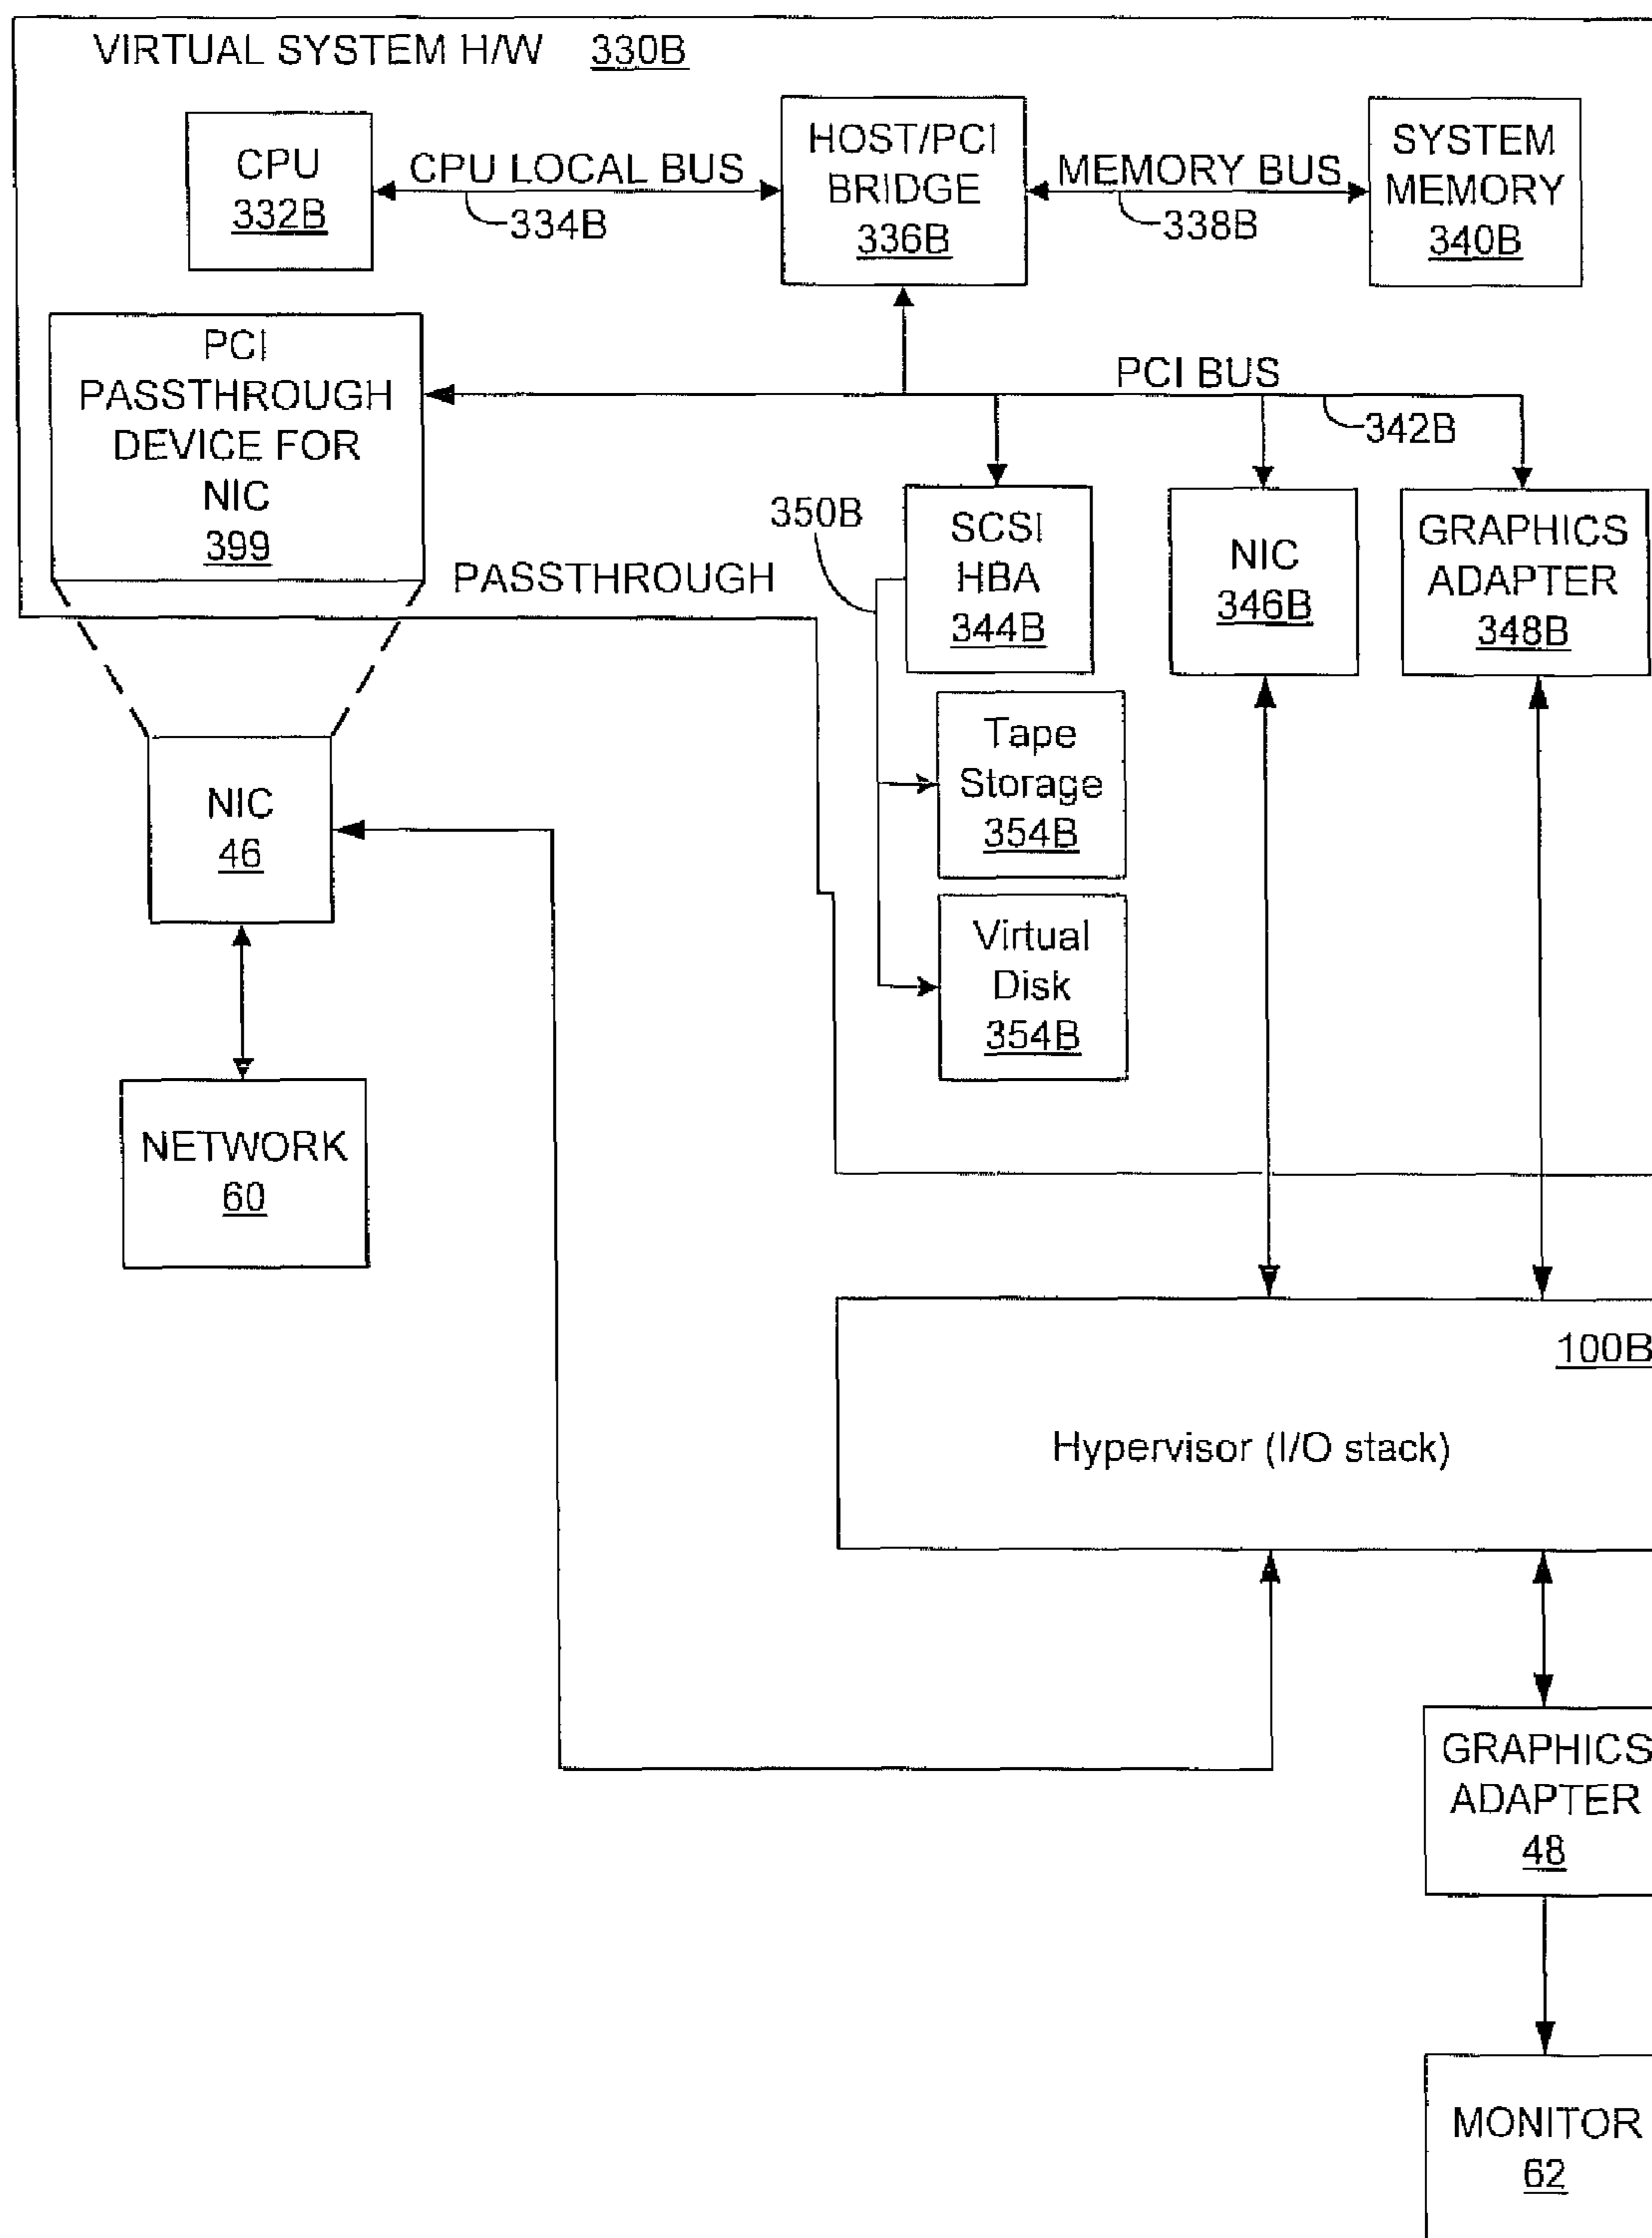 VIRTUAL SYSTEM H/W 330B
CPU
332B
CPU LOCAL BUS
334B
HOST/PCI
BRIDGE
336B
MEMORY BUS
338B
SYSTEM
MEMORY
340B
PCI
PASSTHROUGH
DEVICE FOR
NIC
399
PCI BUS
342B
350B
SCSI
HBA
344B
NIC
346B
GRAPHICS
ADAPTER
348B
PASSTHROUGH
Tape
Storage
354B
NIC
46
Virtual
Disk
354B
NETWORK
60
100B
Hypervisor (I/O stack)
GRAPHICS
ADAPTER
48
MONITOR
62